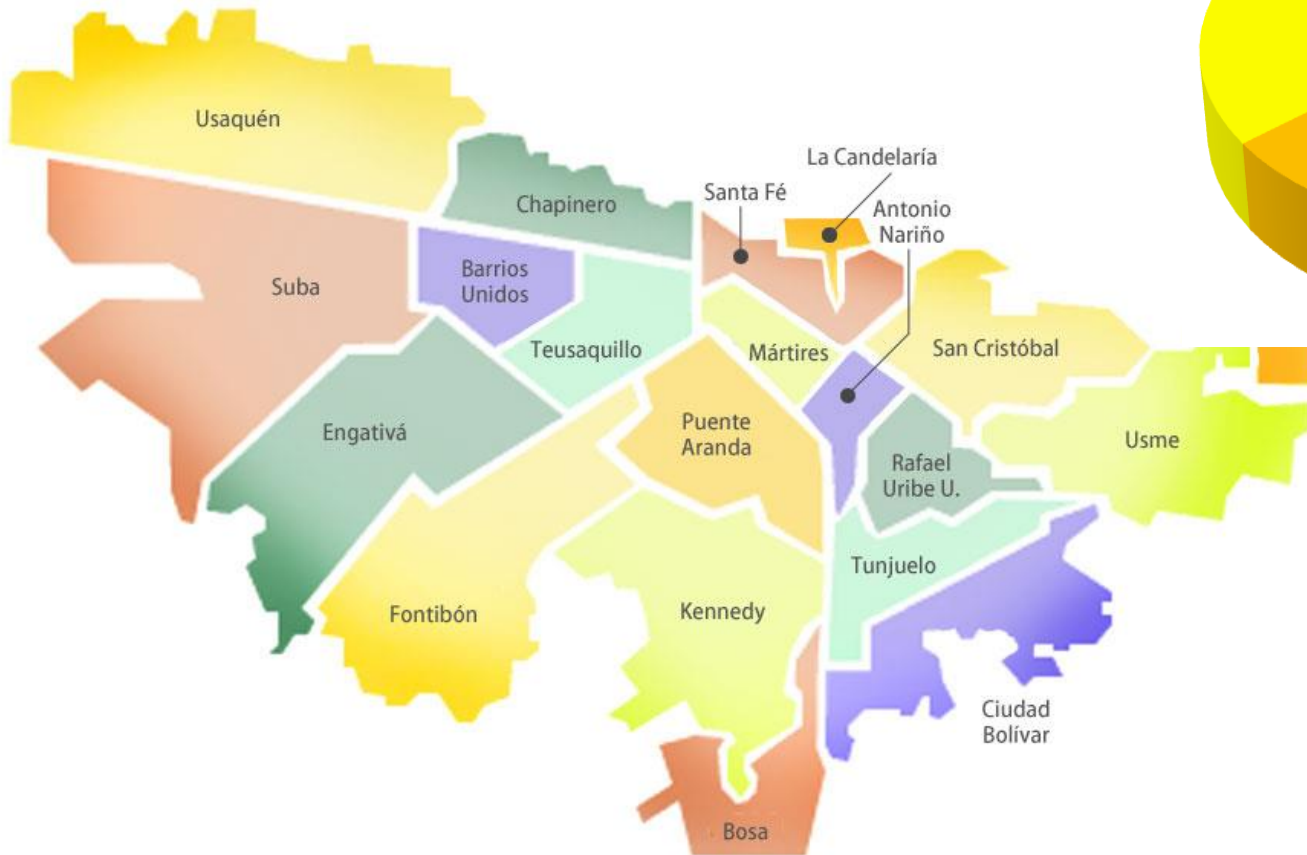 Usaquén
La Candelaría
Santa Fé
Chapinero
Antonio
Nariño
Barrios
Unidos
Suba
Teusaquillo
Mártires
San Cristóbal
Engativá
Puente
Aranda
Usme
Rafael
Uribe U.
Tunjuelo
Fontibón
Kennedy
Ciudad
Bolívar
Bosa